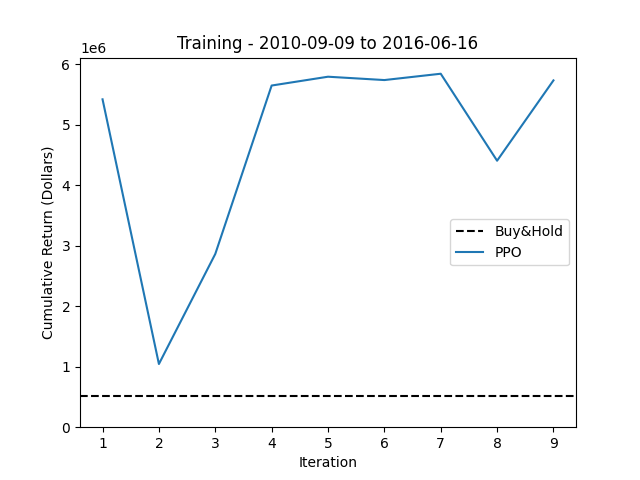 Training - 2010-09-09 to 2016-06-16
1e6
6
5
4
3
2
1
0
Cumulative Return (Dollars)
Buy&Hold
PPO
1 2 3 4 5 6 7 8 9
Iteration